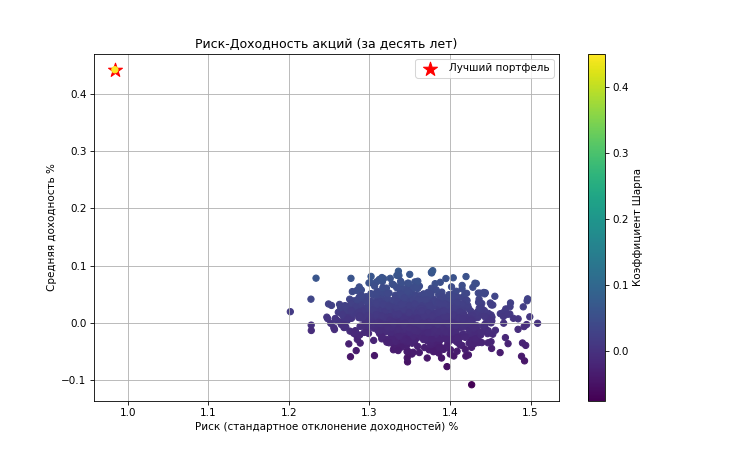 Риск-Доходность акций (за десять лет)
Лучший портфель
Средняя доходность %
0.4
0.3
0.2
0.1
0.0
−0.1
1.0 1.1 1.2 1.3 1.4 1.5
Риск (стандартное отклонение доходностей) %
0.4
0.3
0.2
0.1
0.0
Коэффициент Шарпа